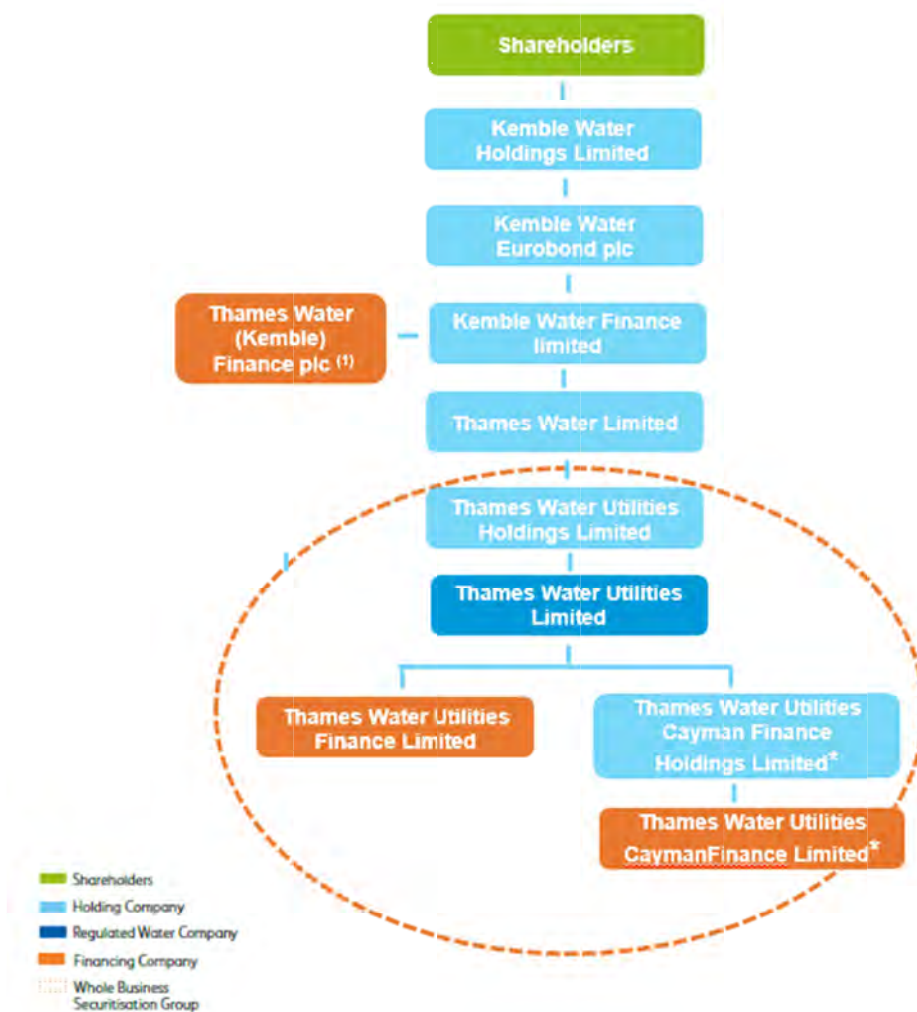 Shareholders
Kemble Water
Holdings Limited
Kemble Water
Eurobond plc
Thames Water
(Kemble)
Finance plc (1)
Kemble Water Finance
limited
Thames Water Limited
Thames Water Utilities
Holdings Limited
Thames Water Utilities
Limited
Thames Water Utilities
Finance Limited
Thames Water Utilities
Cayman Finance
Holdings Limited*
Thames Water Utilities
CaymanFinance Limited*
Shareholders
Holding Company
Regulated Water Company
Financing Company
Whole Business
Securitisation Group